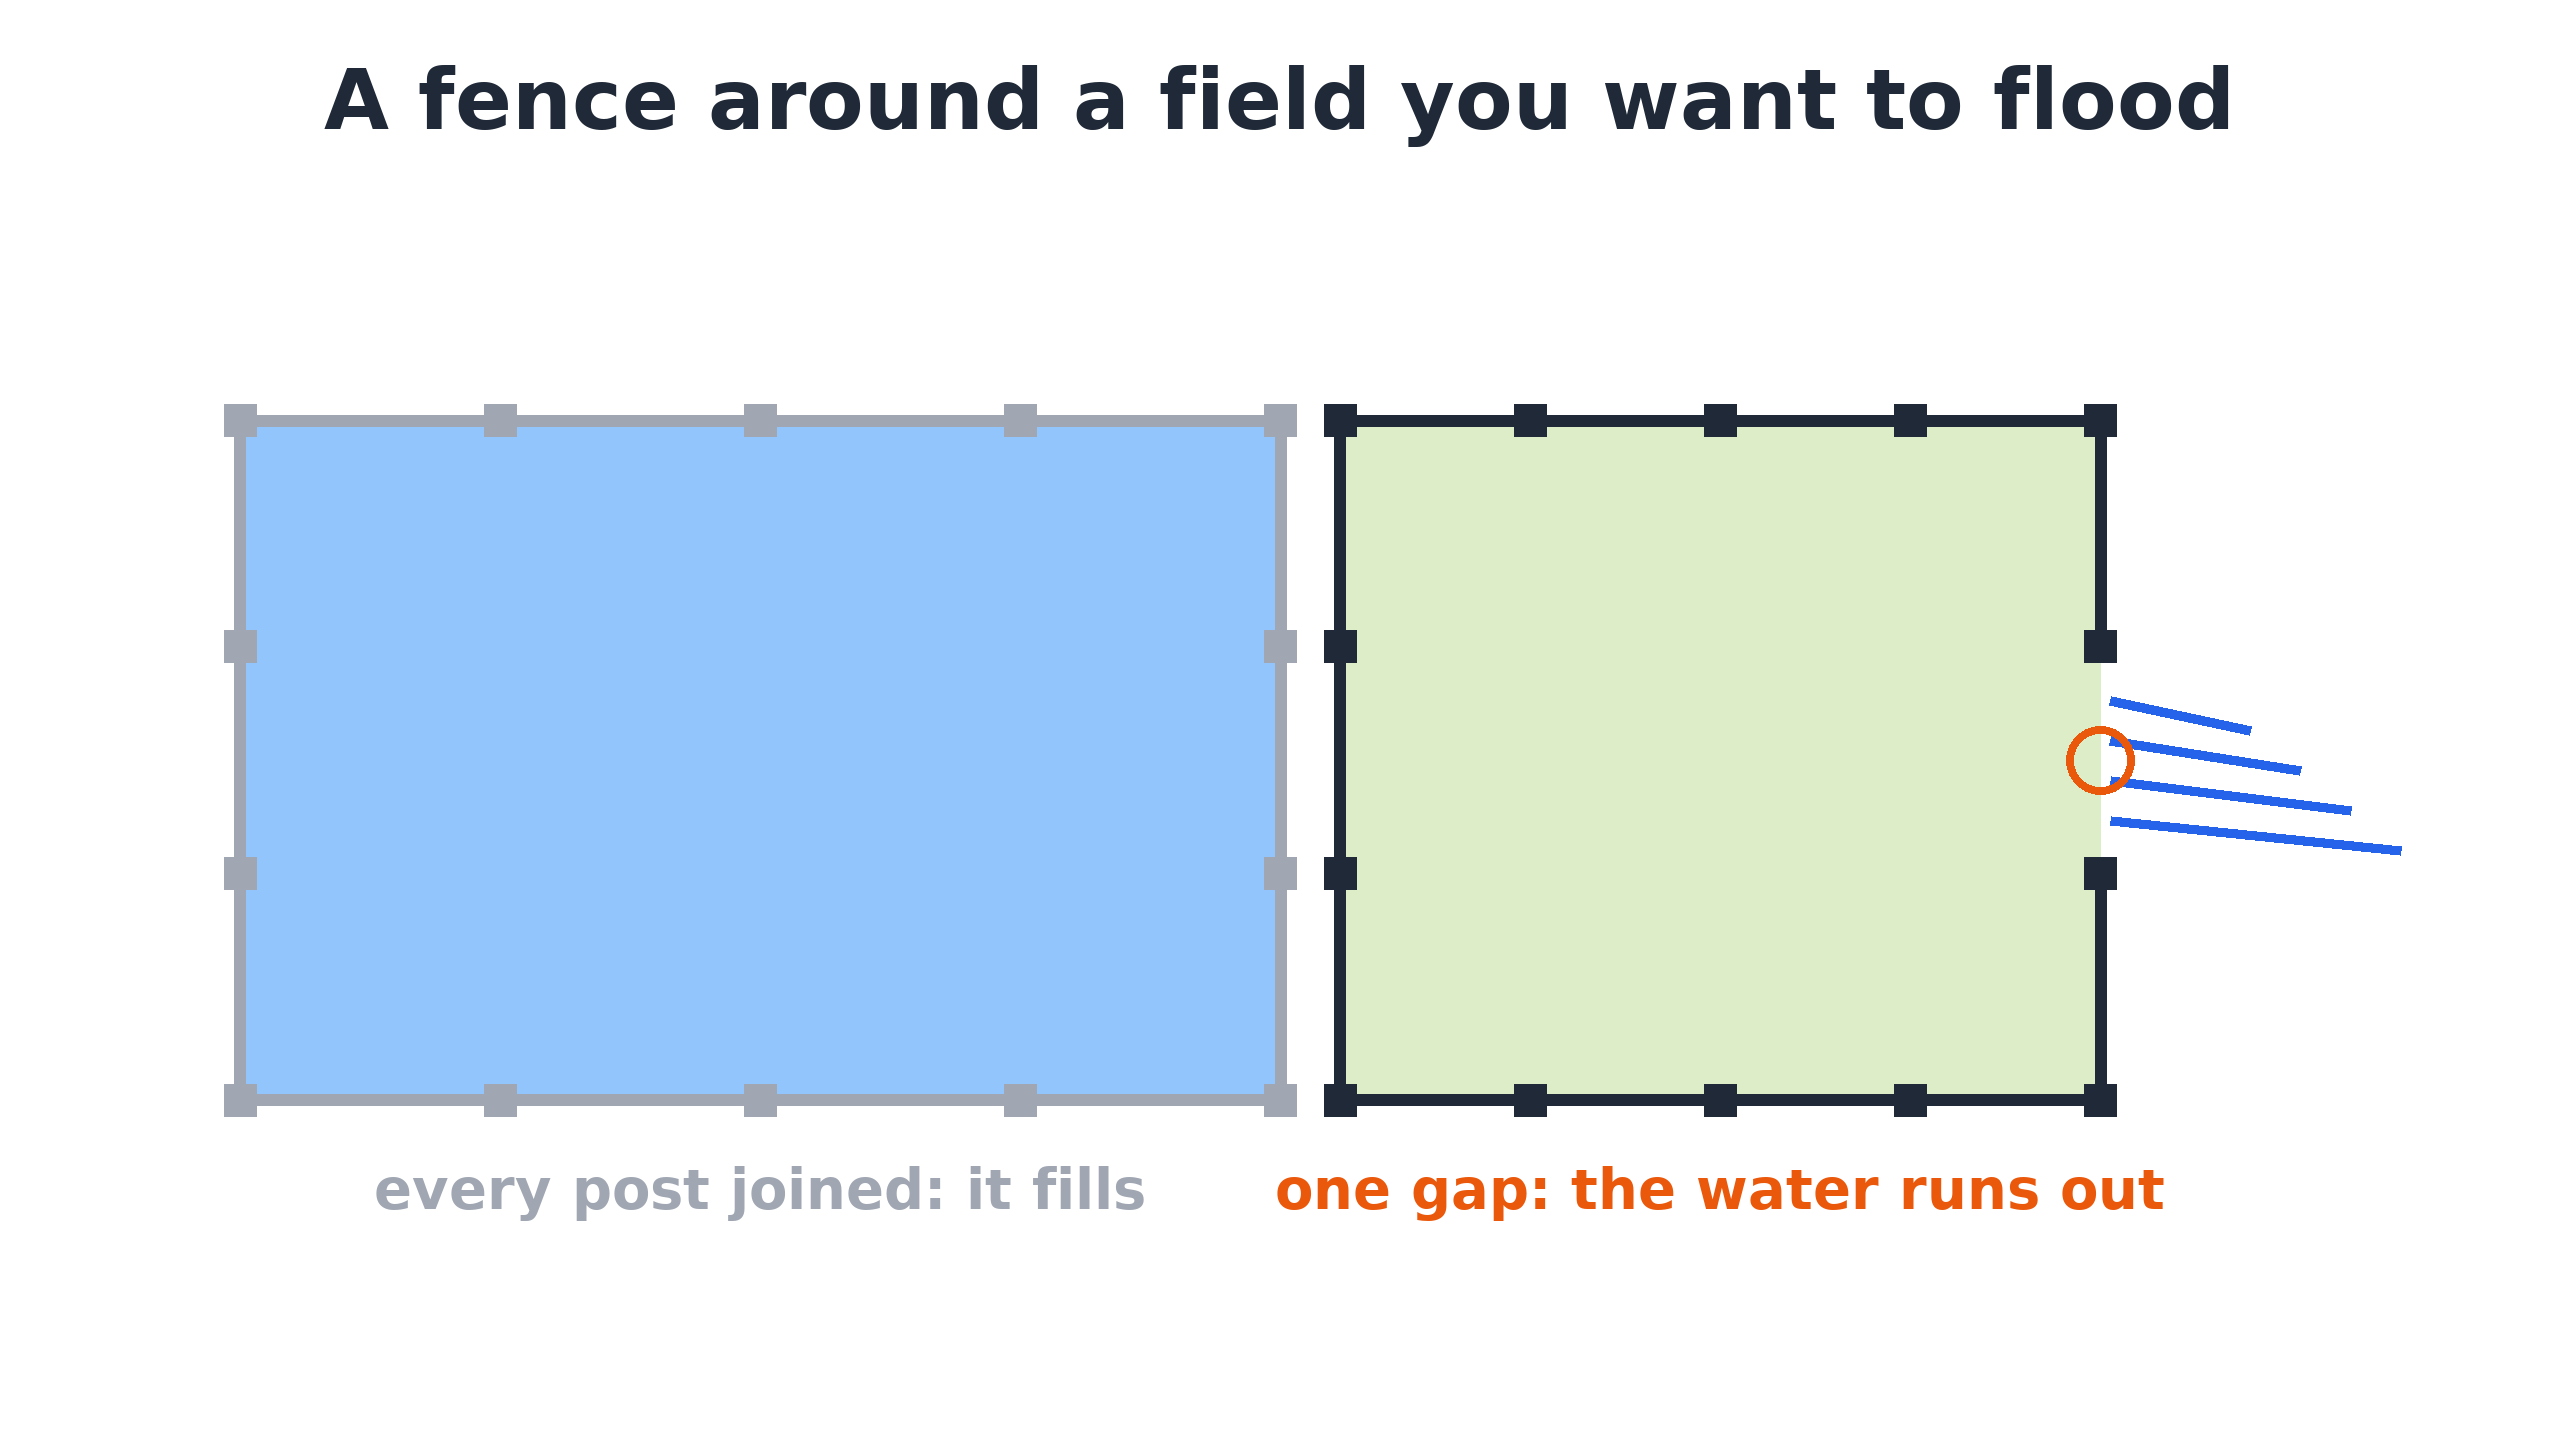 A fence around a field you want to flood
every post joined: it fills
one gap: the water runs out